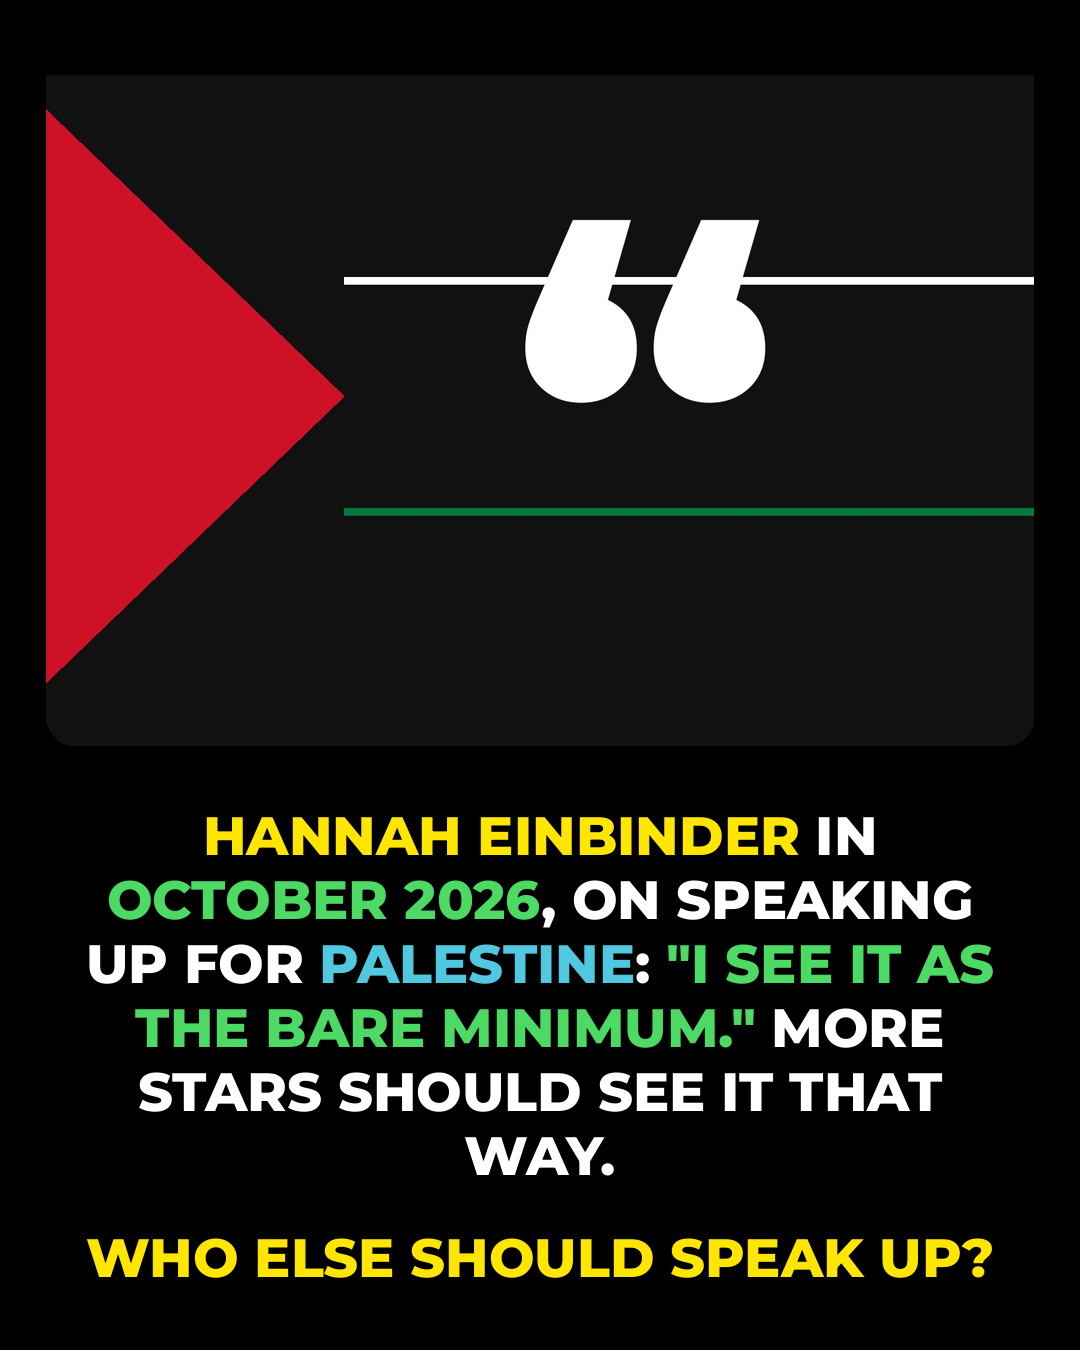 HANNAH EINBINDER IN
OCTOBER 2026, ON SPEAKING
UP FOR PALESTINE: "I SEE IT AS
THE BARE MINIMUM." MORE
STARS SHOULD SEE IT THAT
WAY.
WHO ELSE SHOULD SPEAK UP?